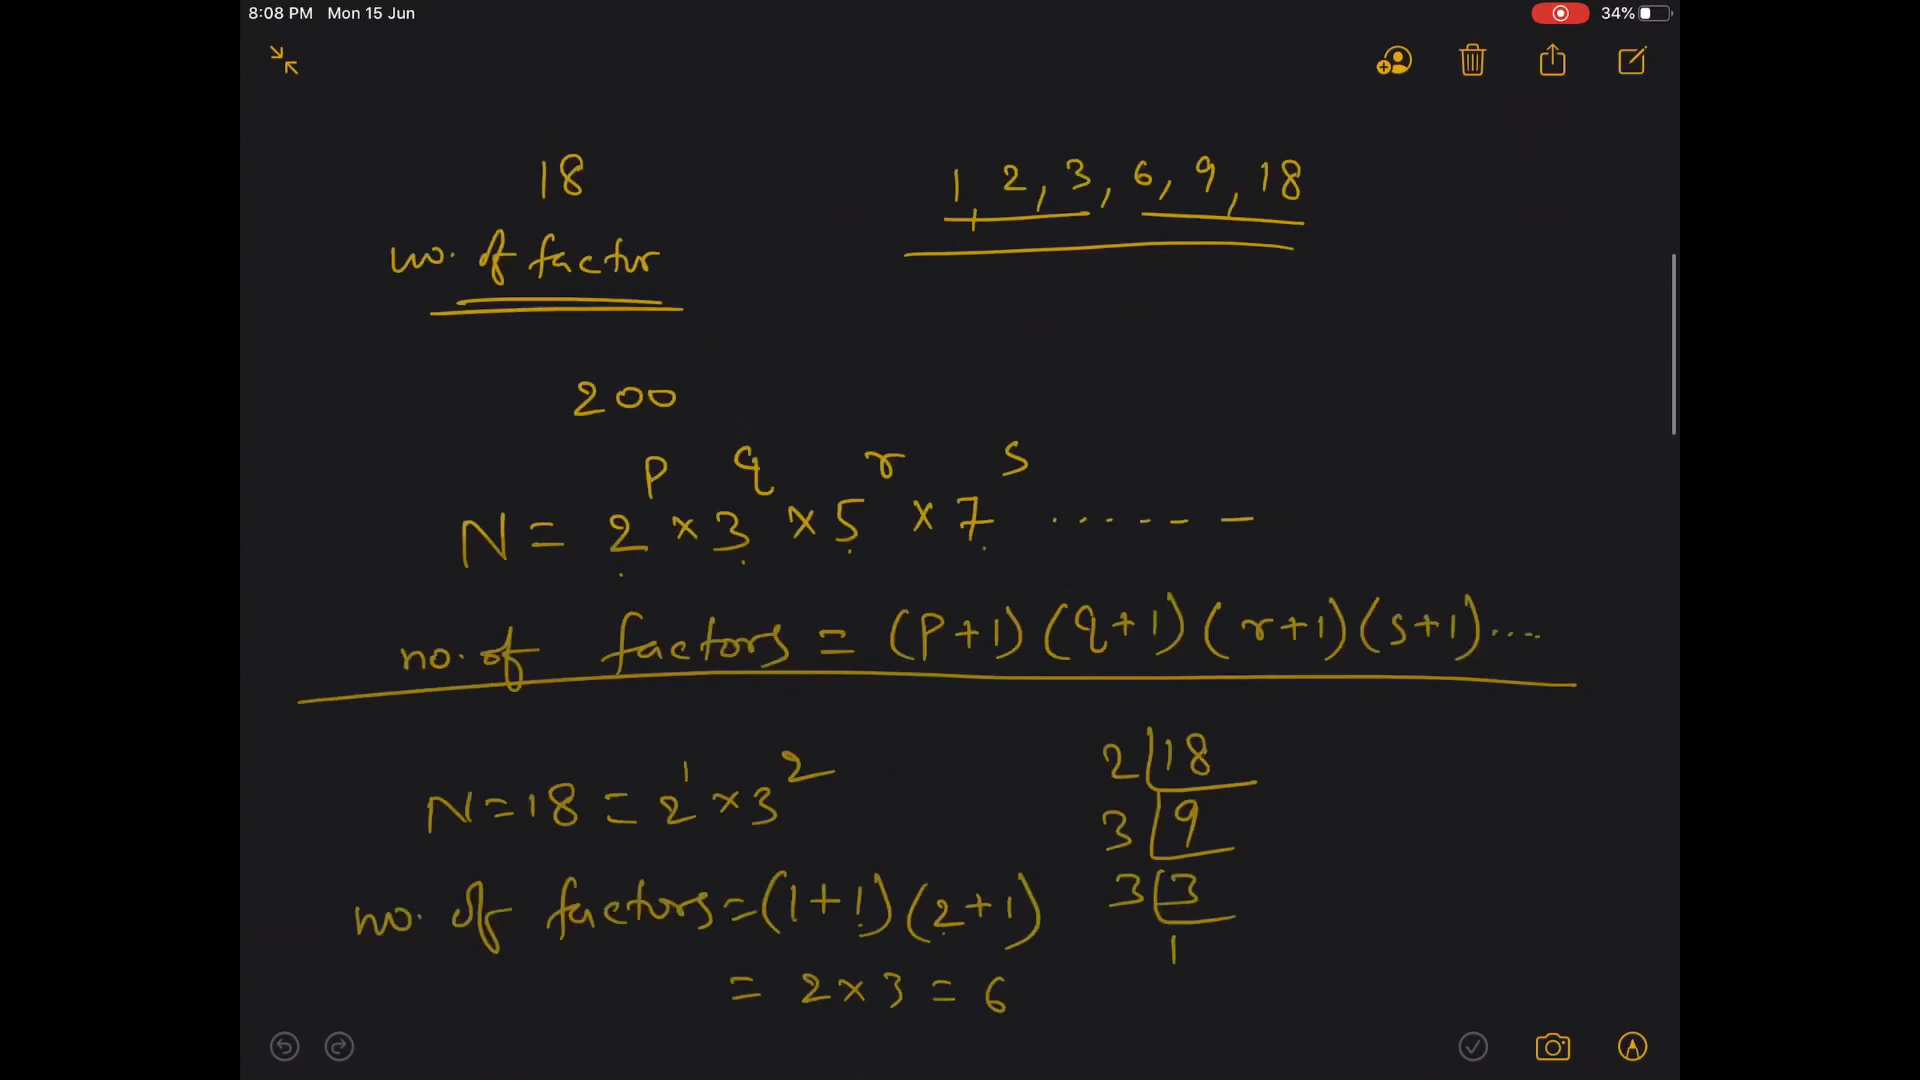 8:08 PM Mon 15 Jun
34%
18
1, 2, 3, 6, 9, 18
no. of factor
200
N = 2^p × 3^q × 5^r × 7^s ..........
no. of factors = (p+1)(q+1)(r+1)(s+1)....
N=18=2^1×3^2
2 18
3 9
3 3
1
no. of factors=(1+1)(2+1)
= 2×3 = 6